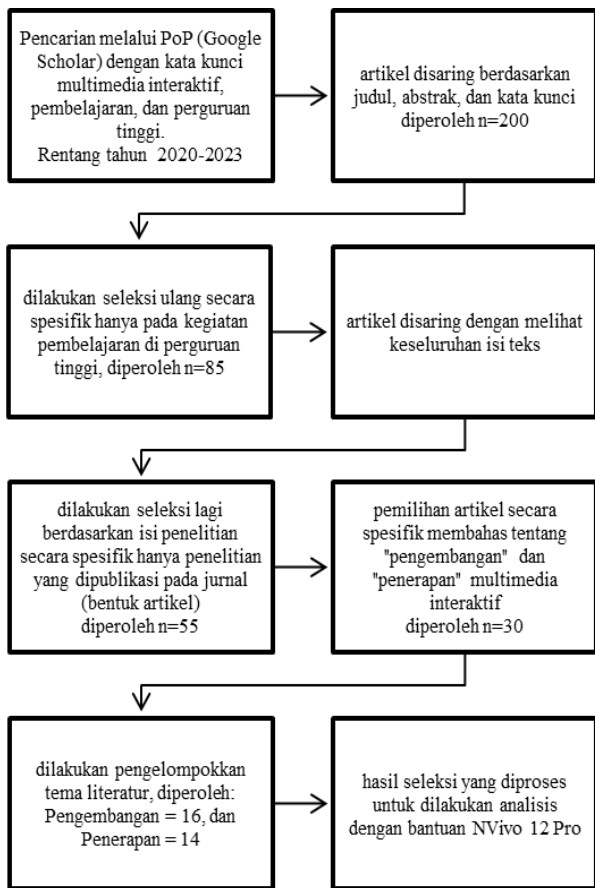 Pencarian melalui PoP (Google
Scholar) dengan kata kunci
multimedia interaktif,
pembelajaran, dan perguruan
tinggi.
Rentang tahun 2020-2023
artikel disaring berdasarkan
judul, abstrak, dan kata kunci
diperoleh n=200
dilakukan seleksi ulang secara
spesifik hanya pada kegiatan
pembelajaran di perguruan
tinggi, diperoleh n=85
artikel disaring dengan melihat
keseluruhan isi teks
dilakukan seleksi lagi
berdasarkan isi penelitian
secara spesifik hanya penelitian
yang dipublikasi pada jurnal
(bentuk artikel)
diperoleh n=55
pemilihan artikel secara
spesifik membahas tentang
"pengembangan" dan
"penerapan" multimedia
interaktif
diperoleh n=30
dilakukan pengelompokkan
tema literatur, diperoleh:
Pengembangan = 16, dan
Penerapan = 14
hasil seleksi yang diproses
untuk dilakukan analisis
dengan bantuan NVivo 12 Pro